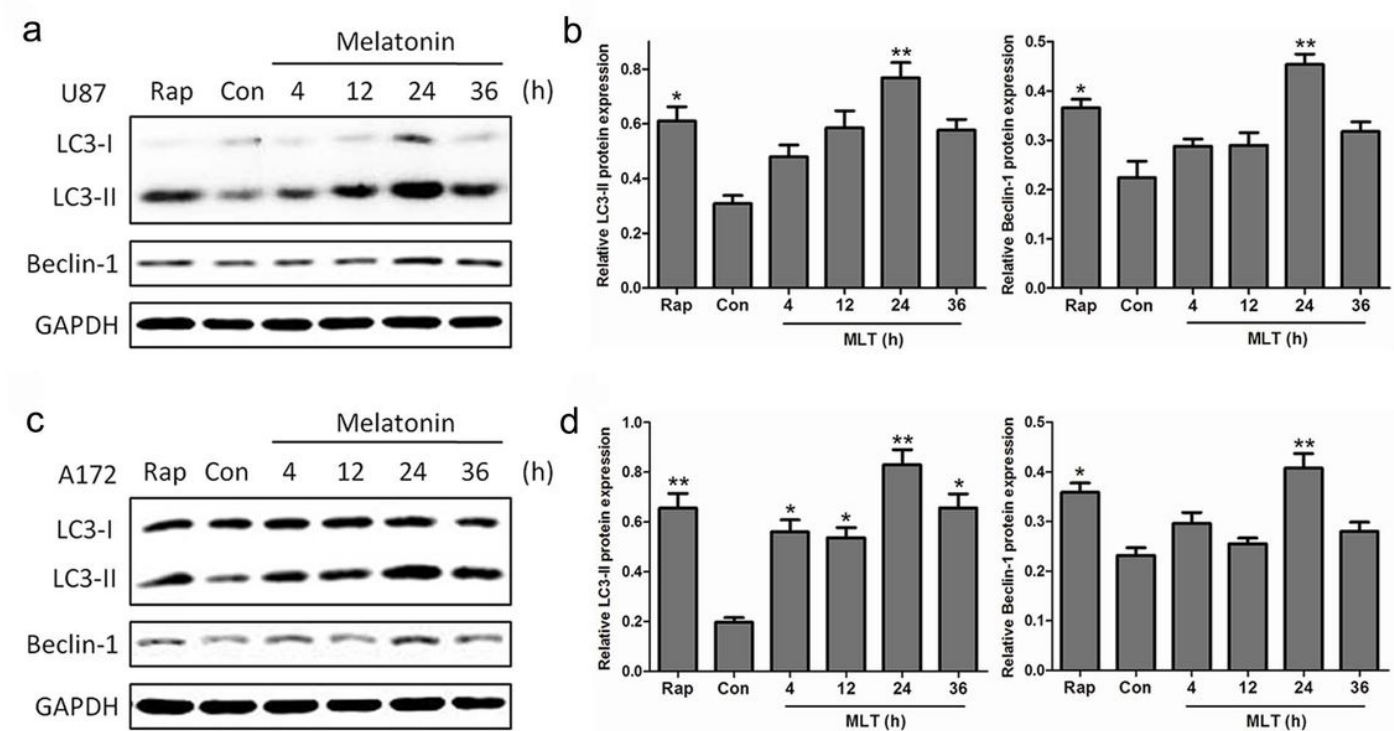 a
Melatonin
U87 Rap Con 4 12 24 36 (h)
LC3-I
LC3-II
Beclin-1
GAPDH
b
Relative LC3-II protein expression
0.8
0.6
0.4
0.2
0.0
*
**
Rap Con 4 12 24 36
MLT (h)
Relative Beclin-1 protein expression
0.5
0.4
0.3
0.2
0.1
0.0
*
**
Rap Con 4 12 24 36
MLT (h)
c
Melatonin
A172 Rap Con 4 12 24 36 (h)
LC3-I
LC3-II
Beclin-1
GAPDH
d
Relative LC3-II protein expression
1.0
0.8
0.6
0.4
0.2
0.0
**
*
*
**
*
Rap Con 4 12 24 36
MLT (h)
Relative Beclin-1 protein expression
0.5
0.4
0.3
0.2
0.1
0.0
*
**
Rap Con 4 12 24 36
MLT (h)